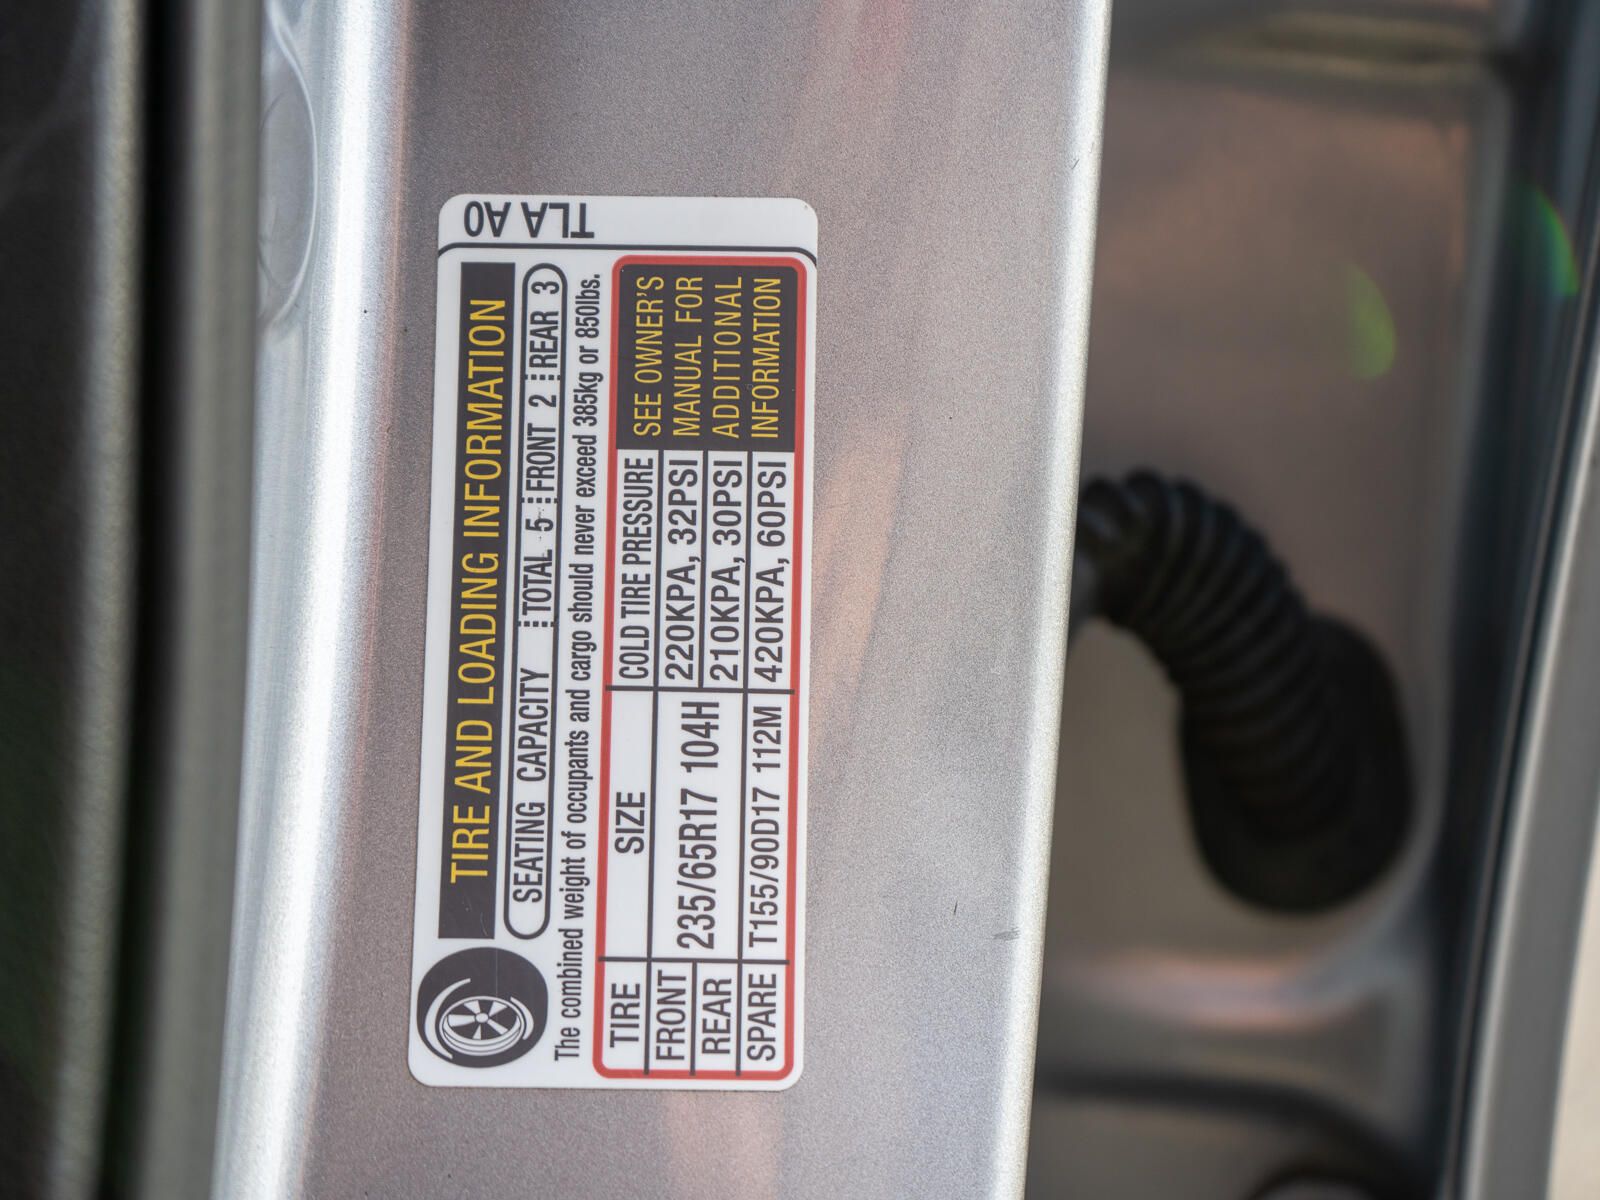 TLA A0
TIRE AND LOADING INFORMATION
SEATING CAPACITY TOTAL 5 FRONT 2 REAR 3
The combined weight of occupants and cargo should never exceed 385kg or 850lbs.
TIRE SIZE COLD TIRE PRESSURE
FRONT 235/65R17 104H 220KPA, 32PSI
REAR 210KPA, 30PSI
SPARE T155/90D17 112M 420KPA, 60PSI
SEE OWNER'S
MANUAL FOR
ADDITIONAL
INFORMATION